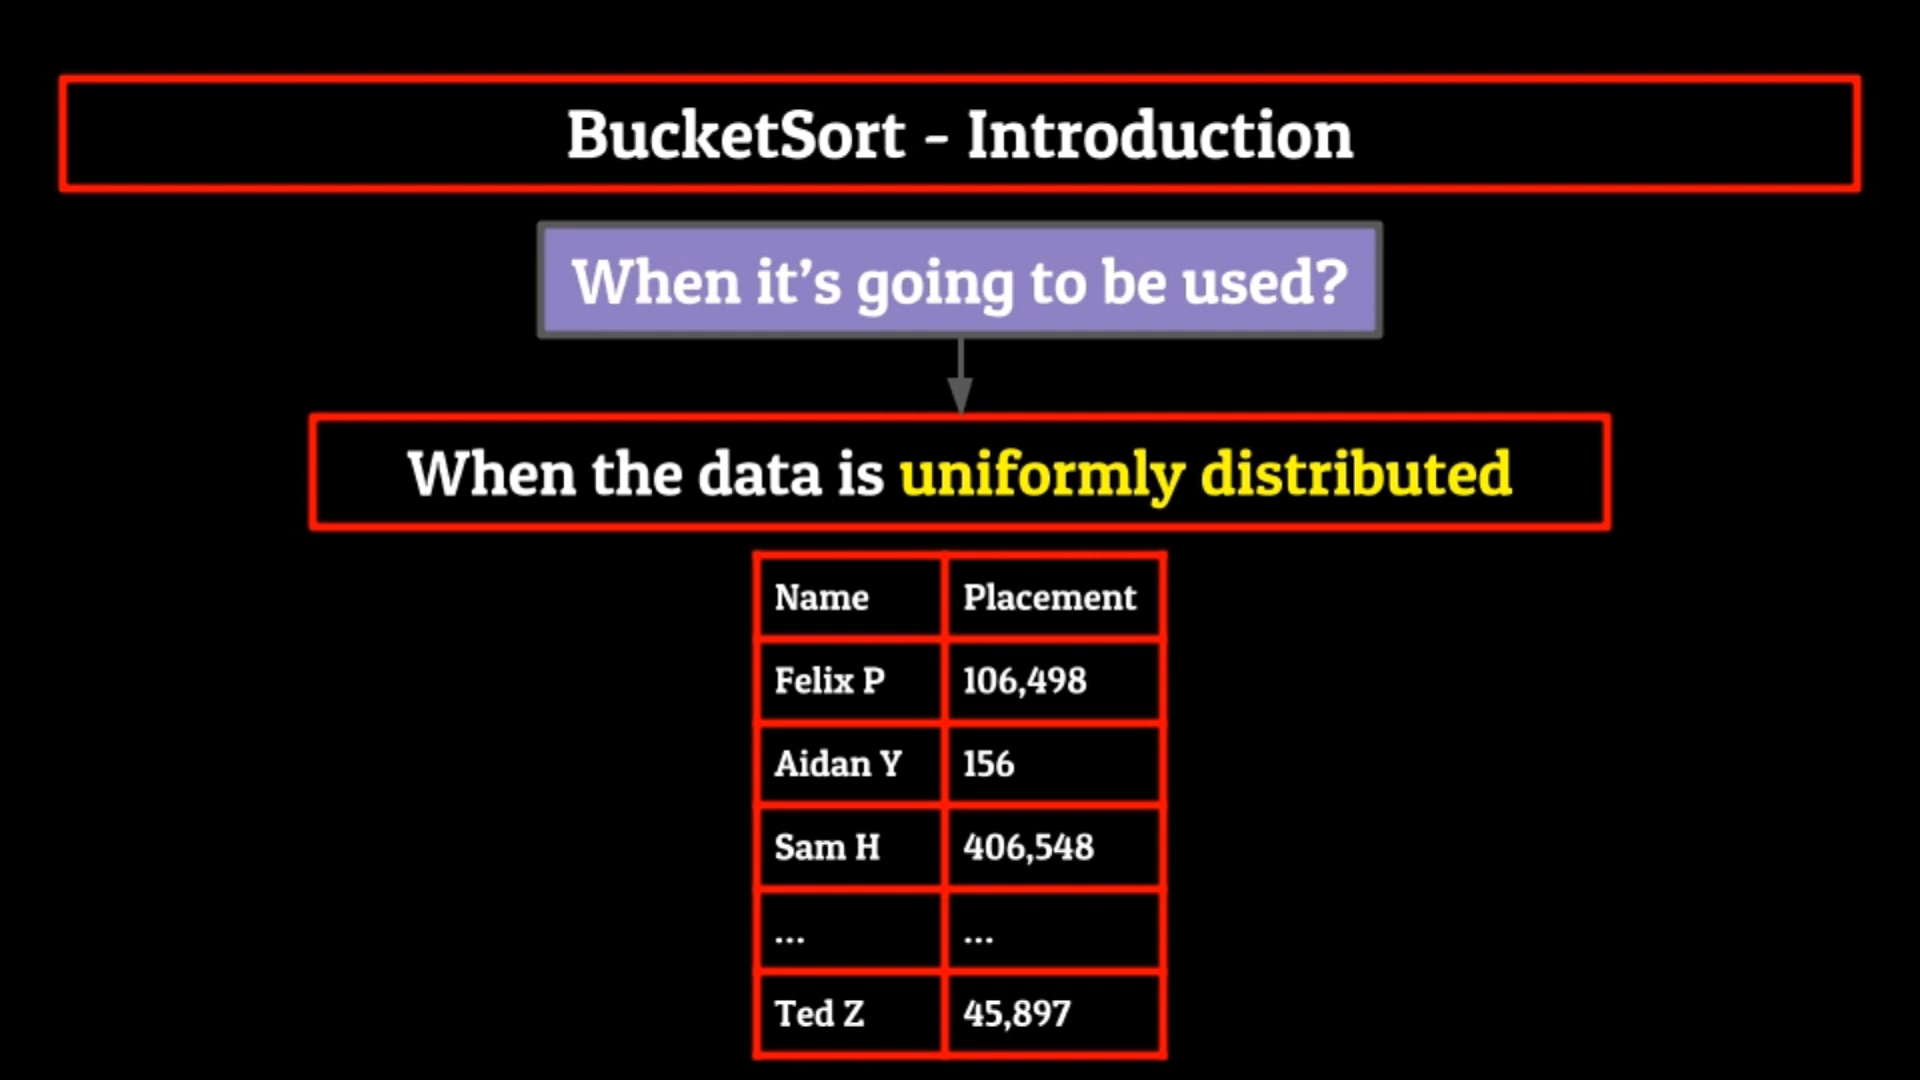 BucketSort - Introduction
When it’s going to be used?
When the data is uniformly distributed
Name Placement
Felix P 106,498
Aidan Y 156
Sam H 406,548
... ...
Ted Z 45,897